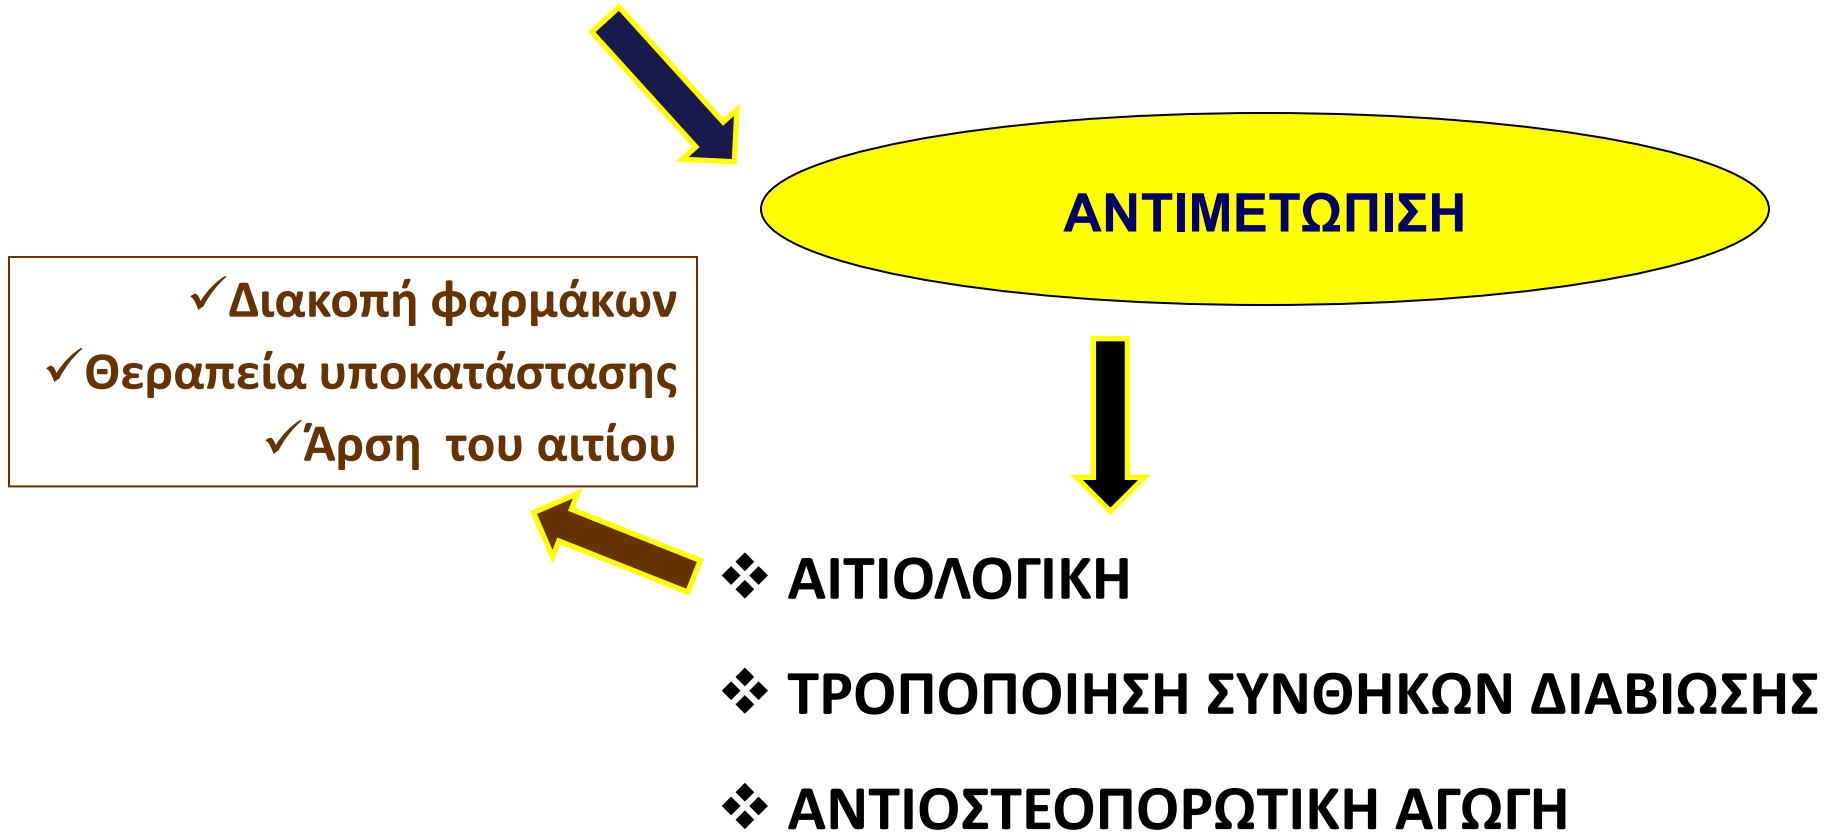 ΑΝΤΙΜΕΤΩΠΙΣΗ
✓Διακοπή φαρμάκων
✓Θεραπεία υποκατάστασης
✓Άρση του αιτίου
❖ ΑΙΤΙΟΛΟΓΙΚΗ
❖ ΤΡΟΠΟΠΟΙΗΣΗ ΣΥΝΘΗΚΩΝ ΔΙΑΒΙΩΣΗΣ
❖ ΑΝΤΙΟΣΤΕΟΠΟΡΩΤΙΚΗ ΑΓΩΓΗ